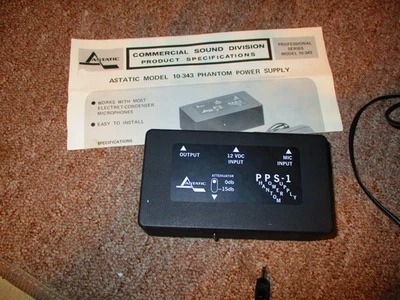 ASTATIC
COMMERCIAL SOUND DIVISION
PRODUCT SPECIFICATIONS
PROFESSIONAL
SERIES
MODEL 10-343
ASTATIC MODEL 10-343 PHANTOM POWER SUPPLY
WORKS WITH MOST
ELECTRET-CONDENSER
MICROPHONES
EASY TO INSTALL
SPECIFICATIONS
OUTPUT
12 VDC
INPUT
MIC
INPUT
ASTATIC
ATTENUATOR
0db
-15db
PPS-1
PHANTOM
POWER
SUPPLY